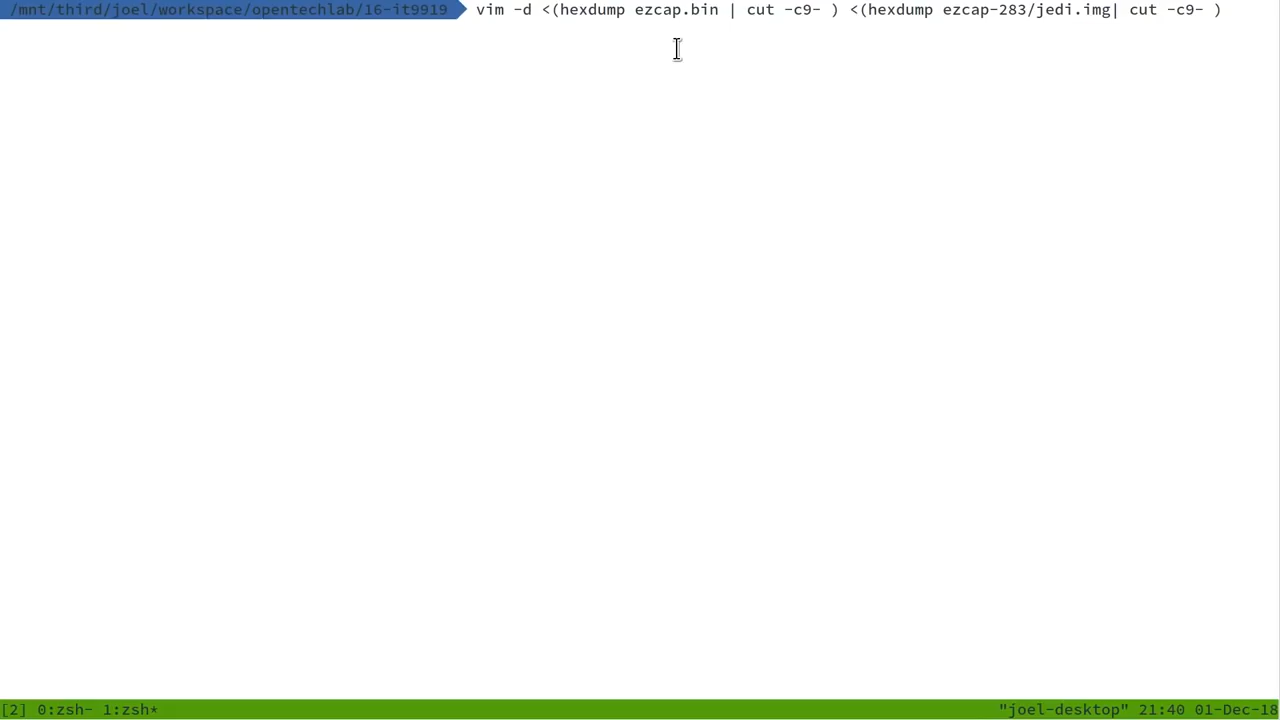 /mnt/third/joel/workspace/opentechlab/16-it9919 vim -d <(hexdump ezcap.bin | cut -c9- ) <(hexdump ezcap-283/jedi.img| cut -c9- )
[2] 0:zsh- 1:zsh* "joel-desktop" 21:40 01-Dec-18